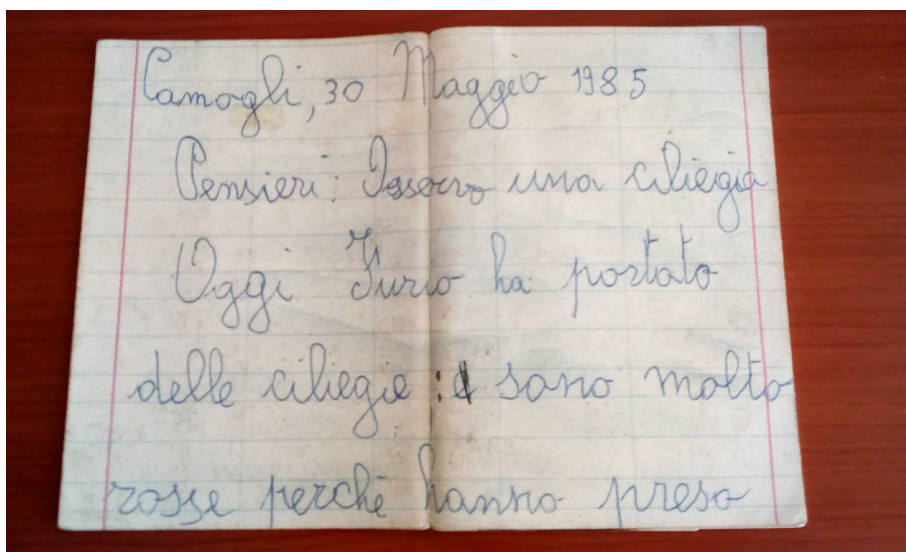 Camogli, 30 Maggio 1985
Pensieri: Osservo una ciliegia
Oggi Furio ha portato
delle ciliegie: sono molto
rosse perchè hanno preso